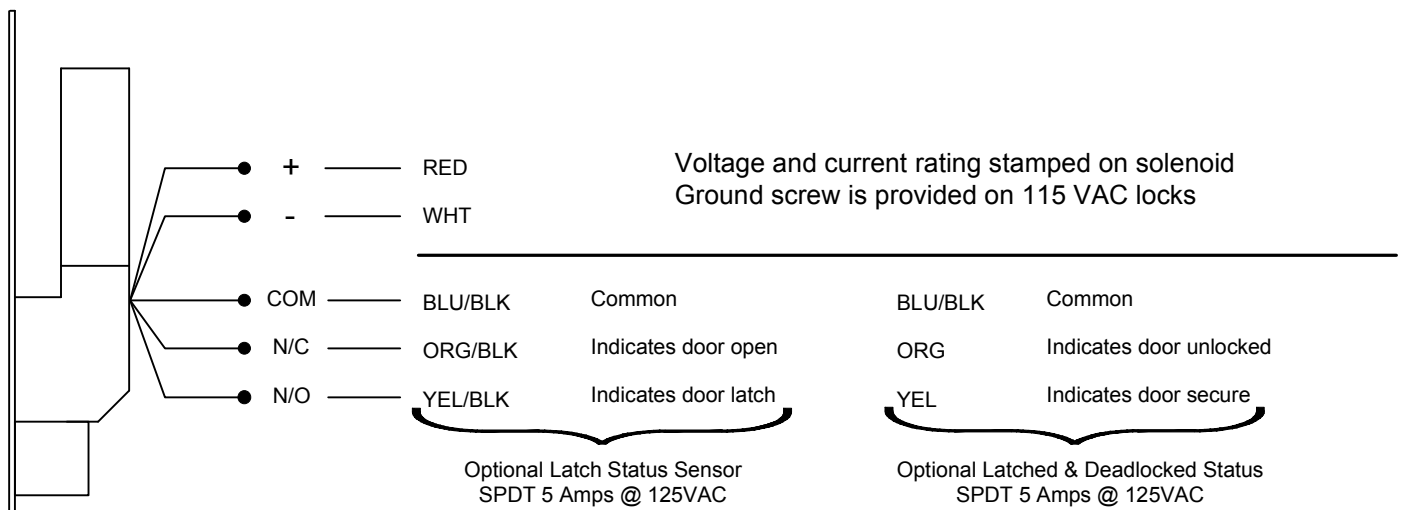 + RED
Voltage and current rating stamped on solenoid
- WHT
Ground screw is provided on 115 VAC locks
COM BLU/BLK Common BLU/BLK Common
N/C ORG/BLK Indicates door open ORG Indicates door unlocked
N/O YEL/BLK Indicates door latch YEL Indicates door secure
Optional Latch Status Sensor
SPDT 5 Amps @ 125VAC
Optional Latched & Deadlocked Status
SPDT 5 Amps @ 125VAC